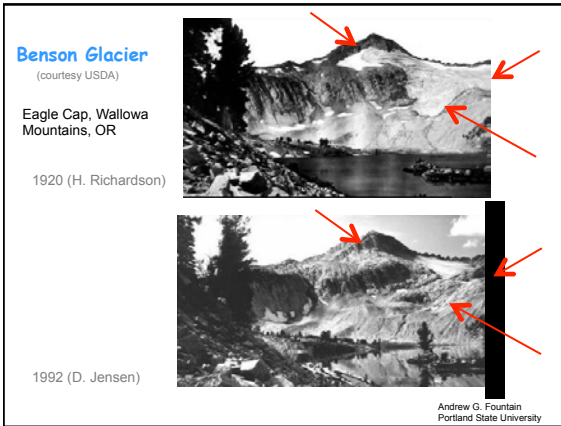 Benson Glacier
(courtesy USDA)
Eagle Cap, Wallowa
Mountains, OR
1920 (H. Richardson)
1992 (D. Jensen)
Andrew G. Fountain
Portland State University